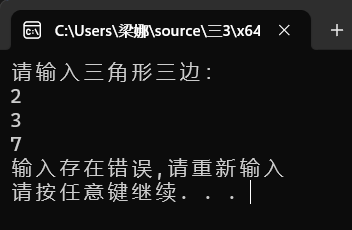 C:\Users\梁娜\source\三3\x64
请输入三角形三边：
2
3
7
输入存在错误,请重新输入
请按任意键继续. . .